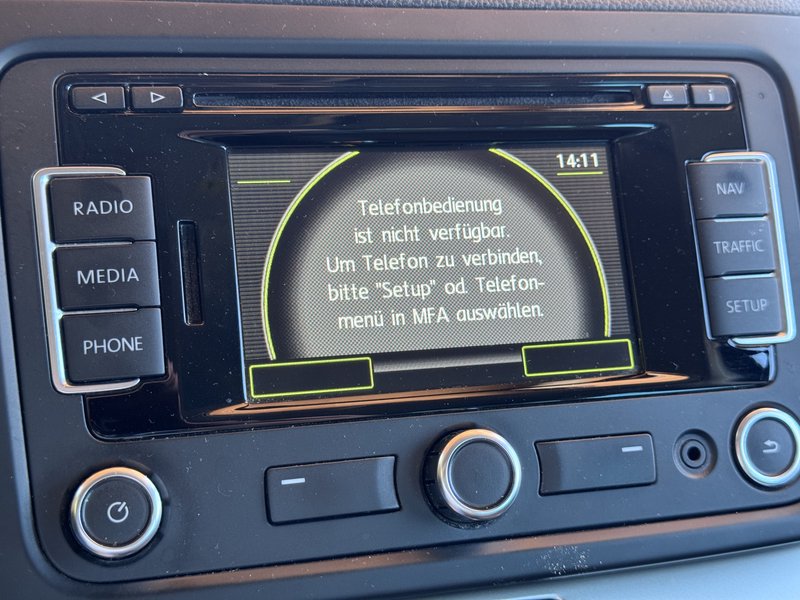 14:11
RADIO
MEDIA
PHONE
Telefonbedienung
ist nicht verfügbar.
Um Telefon zu verbinden,
bitte "Setup" od Telefon-
menü in MFA auswählen.
NAV
TRAFFIC
SETUP